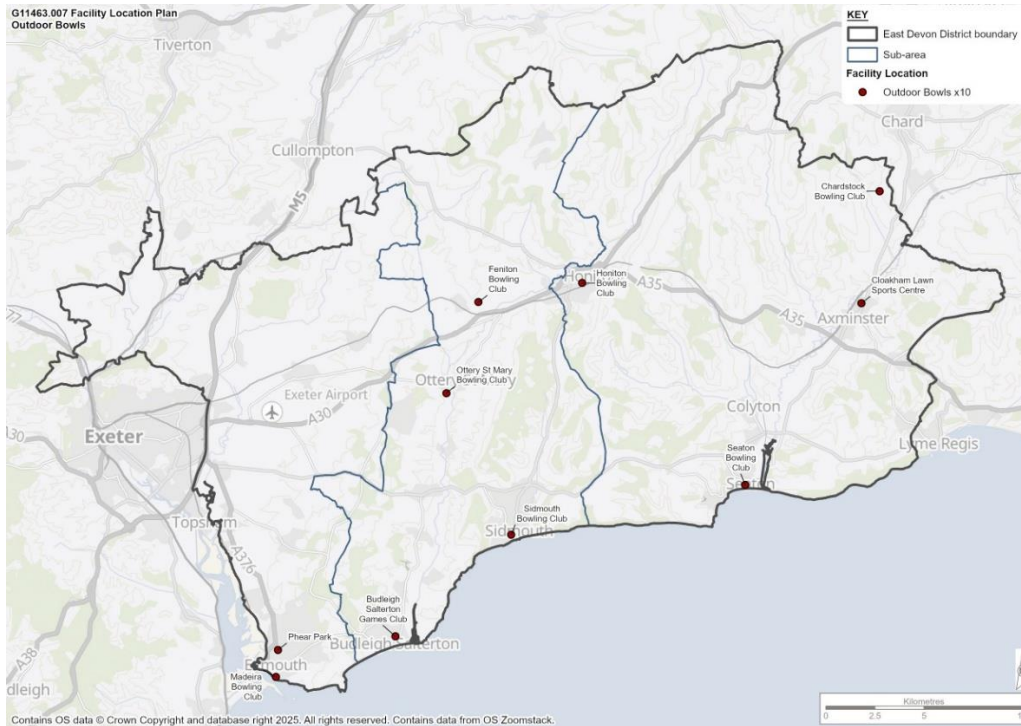 G11463.007 Facility Location Plan
Outdoor Bowls
KEY
East Devon District boundary
Sub-area
Facility Location
Outdoor Bowls x10
Tiverton
Cullompton
M5
Chard
Chardstock
Bowling Club
Feniton
Bowling
Club
Honiton
Bowling
Club
A35
Cloakham Lawn
Sports Centre
Axminster
A35
Ottery St Mary
Bowling Club
Exeter Airport
A30
Exeter
A30
Colyton
Lyme Regis
Seaton
Bowling
Club
Seaton
Topsham
A376
Sidmouth
Bowling Club
Sidmouth
Budleigh
Salterton
Games Club
Budleigh Salterton
Phear Park
Exmouth
Madeira
Bowling
Club
A38
dleigh
Kilometres
0 2.5 5
Contains OS data © Crown Copyright and database right 2025. All rights reserved. Contains data from OS Zoomstack.